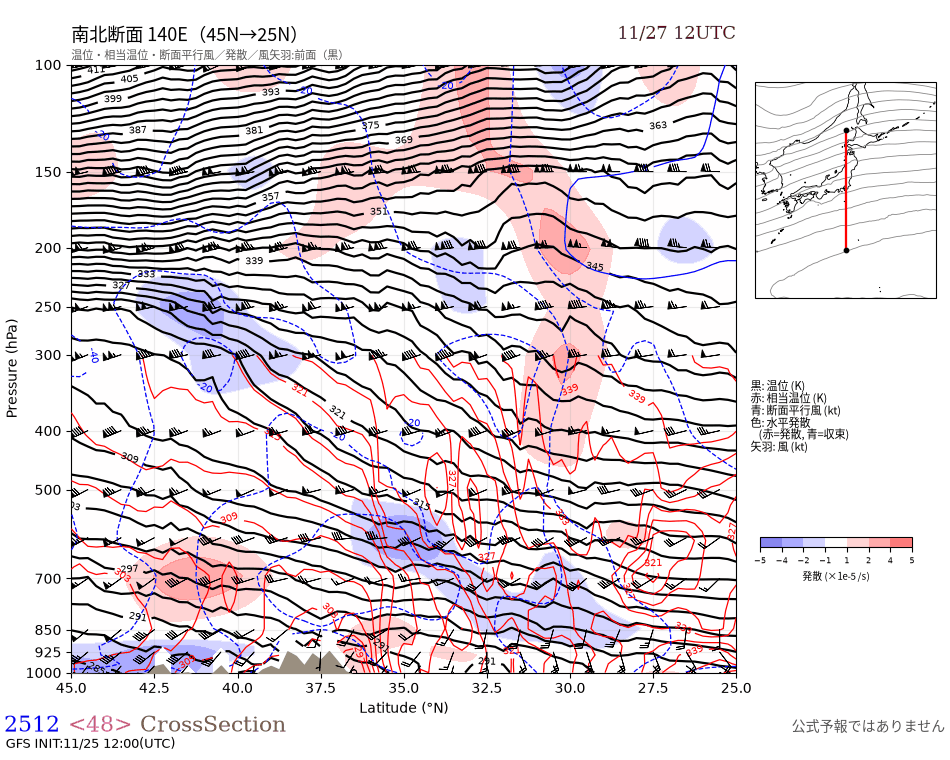 南北断面 140E（45N→25N）
11/27 12UTC
温位・相当温位・断面平行風／発散／風矢羽:前面（黒）
100
150
200
250
300
400
500
700
850
925
1000
Pressure (hPa)
45.0 42.5 40.0 37.5 35.0 32.5 30.0 27.5 25.0
Latitude (°N)
411
405
399
393
387
381
375
369
363
357
351
345
339
333
327
321
315
309
297
291
黒: 温位 (K)
赤: 相当温位 (K)
青: 断面平行風 (kt)
色: 水平発散
(赤=発散, 青=収束)
矢羽: 風 (kt)
−5 −4 −2 −1 1 2 4 5
発散 (×1e-5 /s)
2512 <48> CrossSection
公式予報ではありません
GFS INIT:11/25 12:00(UTC)